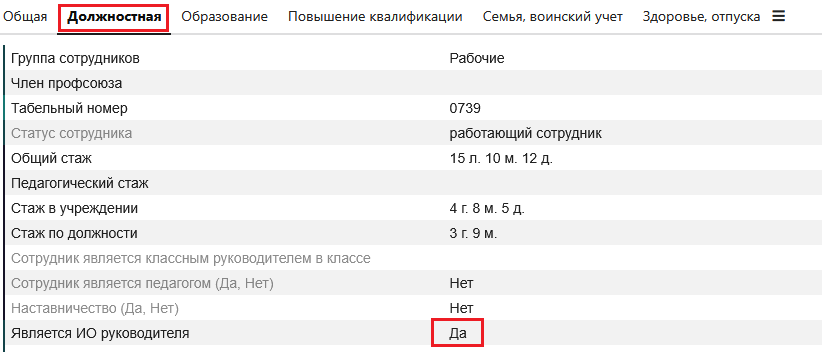 Общая Должностная Образование Повышение квалификации Семья, воинский учет Здоровье, отпуска
Группа сотрудников Рабочие
Член профсоюза
Табельный номер 0739
Статус сотрудника работающий сотрудник
Общий стаж 15 л. 10 м. 12 д.
Педагогический стаж
Стаж в учреждении 4 г. 8 м. 5 д.
Стаж по должности 3 г. 9 м.
Сотрудник является классным руководителем в классе
Сотрудник является педагогом (Да, Нет) Нет
Наставничество (Да, Нет) Нет
Является ИО руководителя Да